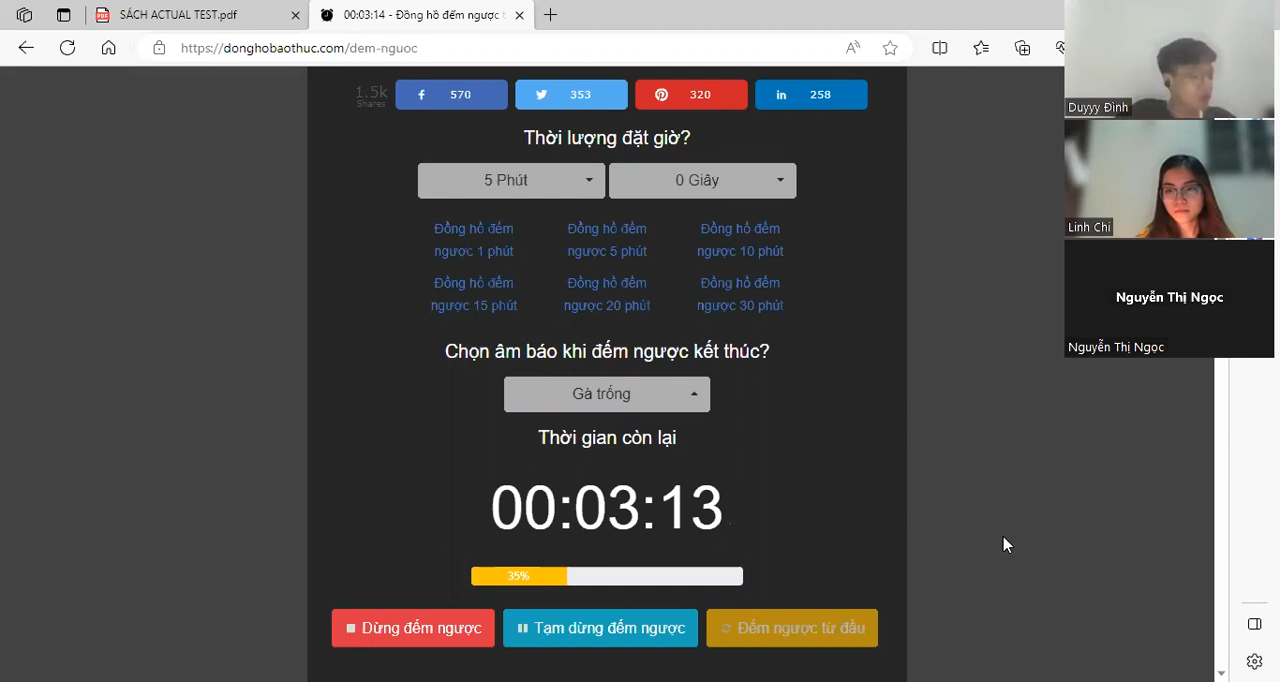 SÁCH ACTUAL TEST.pdf
00:03:14 - Đồng hồ đếm ngược t
https://donghobaothuc.com/dem-nguoc
1.5k
Shares
570
353
320
258
Thời lượng đặt giờ?
5 Phút
0 Giây
Đồng hồ đếm
ngược 1 phút
Đồng hồ đếm
ngược 5 phút
Đồng hồ đếm
ngược 10 phút
Đồng hồ đếm
ngược 15 phút
Đồng hồ đếm
ngược 20 phút
Đồng hồ đếm
ngược 30 phút
Chọn âm báo khi đếm ngược kết thúc?
Gà trống
Thời gian còn lại
00:03:13
35%
Dừng đếm ngược
Tạm dừng đếm ngược
Đếm ngược từ đầu
Duyyy Đình
Linh Chi
Nguyễn Thị Ngọc
Nguyễn Thị Ngọc